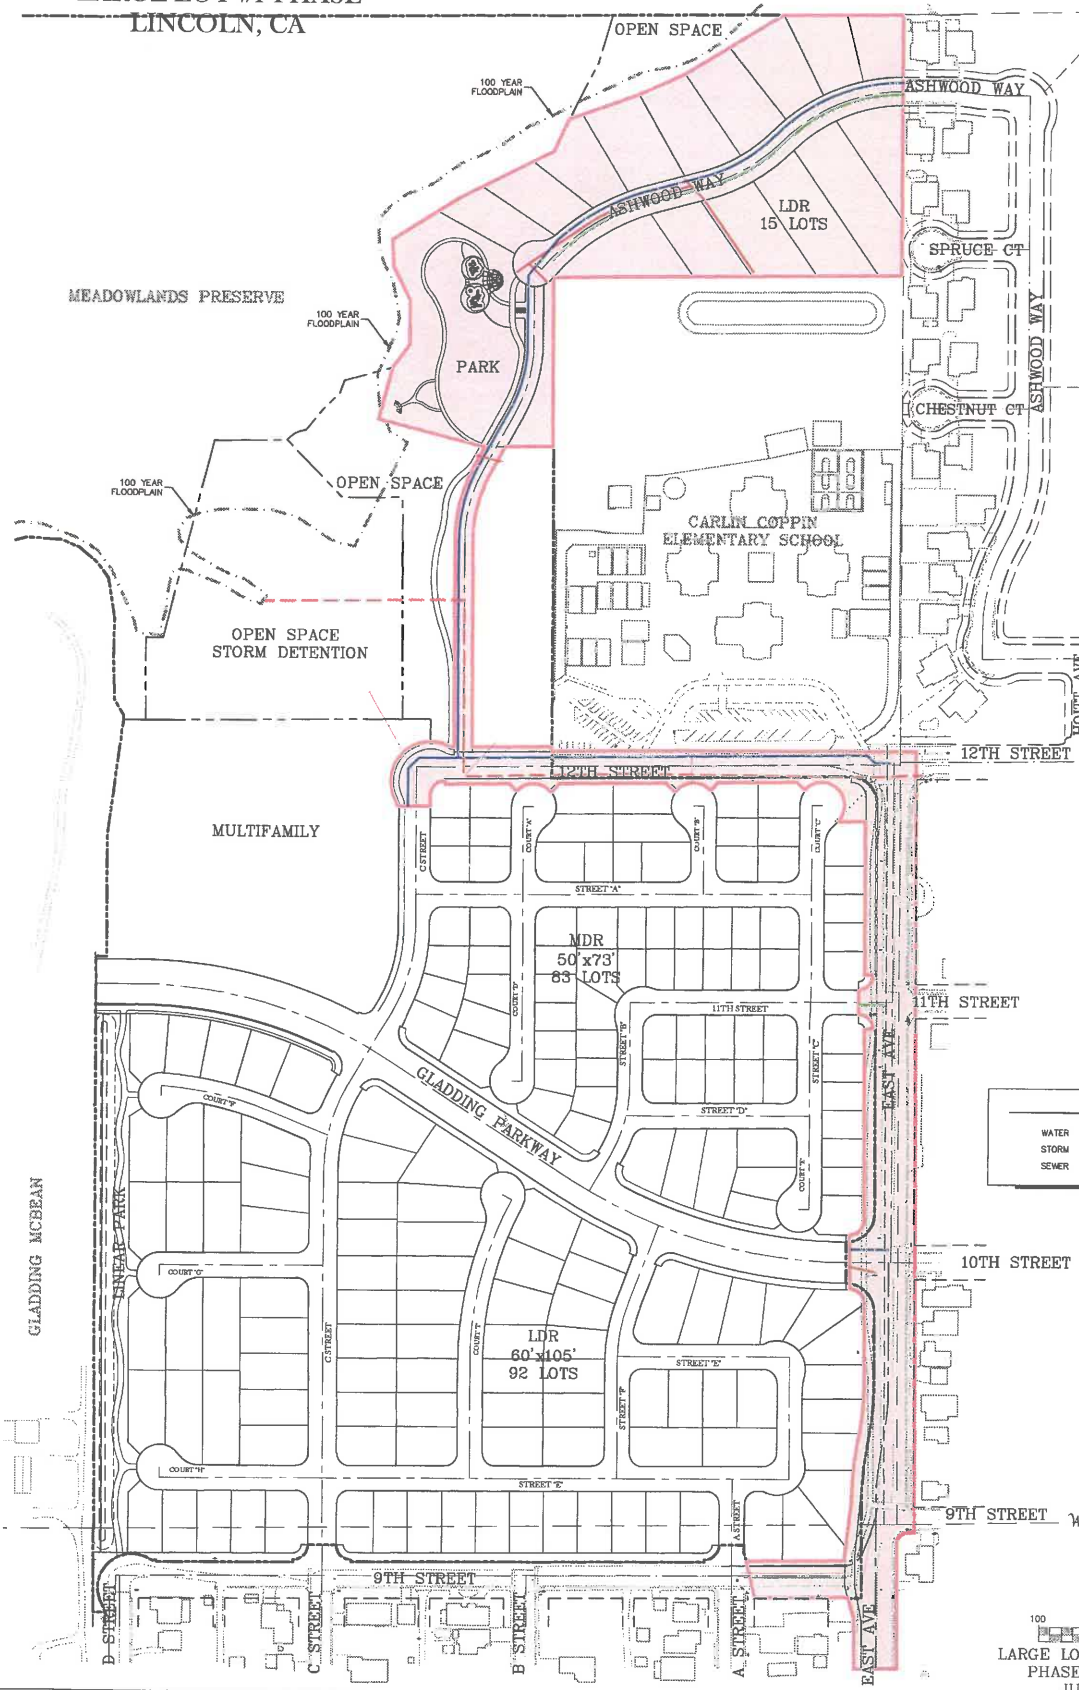 LINCOLN, CA
OPEN SPACE
100 YEAR
FLOODPLAIN
ASHWOOD WAY
ASHWOOD WAY
LDR
15 LOTS
SPRUCE CT
MEADOWLANDS PRESERVE
100 YEAR
FLOODPLAIN
ASHWOOD WAY
PARK
CHESTNUT CT
100 YEAR
FLOODPLAIN
OPEN SPACE
CARLIN COPPIN
ELEMENTARY SCHOOL
OPEN SPACE
STORM DETENTION
HOITT AVE
12TH STREET
12TH STREET
MULTIFAMILY
C STREET
COURT "A"
COURT "B"
COURT "C"
STREET "A"
MDR
50'x73'
83 LOTS
COURT "D"
11TH STREET
11TH STREET
STREET "B"
STREET "C"
EAST AVE
GLADDING PARKWAY
COURT "F"
STREET "D"
WATER
STORM
SEWER
GLADDING MCBEAN
LINEAR PARK
10TH STREET
COURT "G"
C STREET
LDR
60'x105'
92 LOTS
STREET "E"
STREET "F"
COURT "H"
STREET "E"
A STREET
9TH STREET
9TH STREET
D STREET
C STREET
B STREET
A STREET
EAST AVE
100
LARGE LO
PHASE